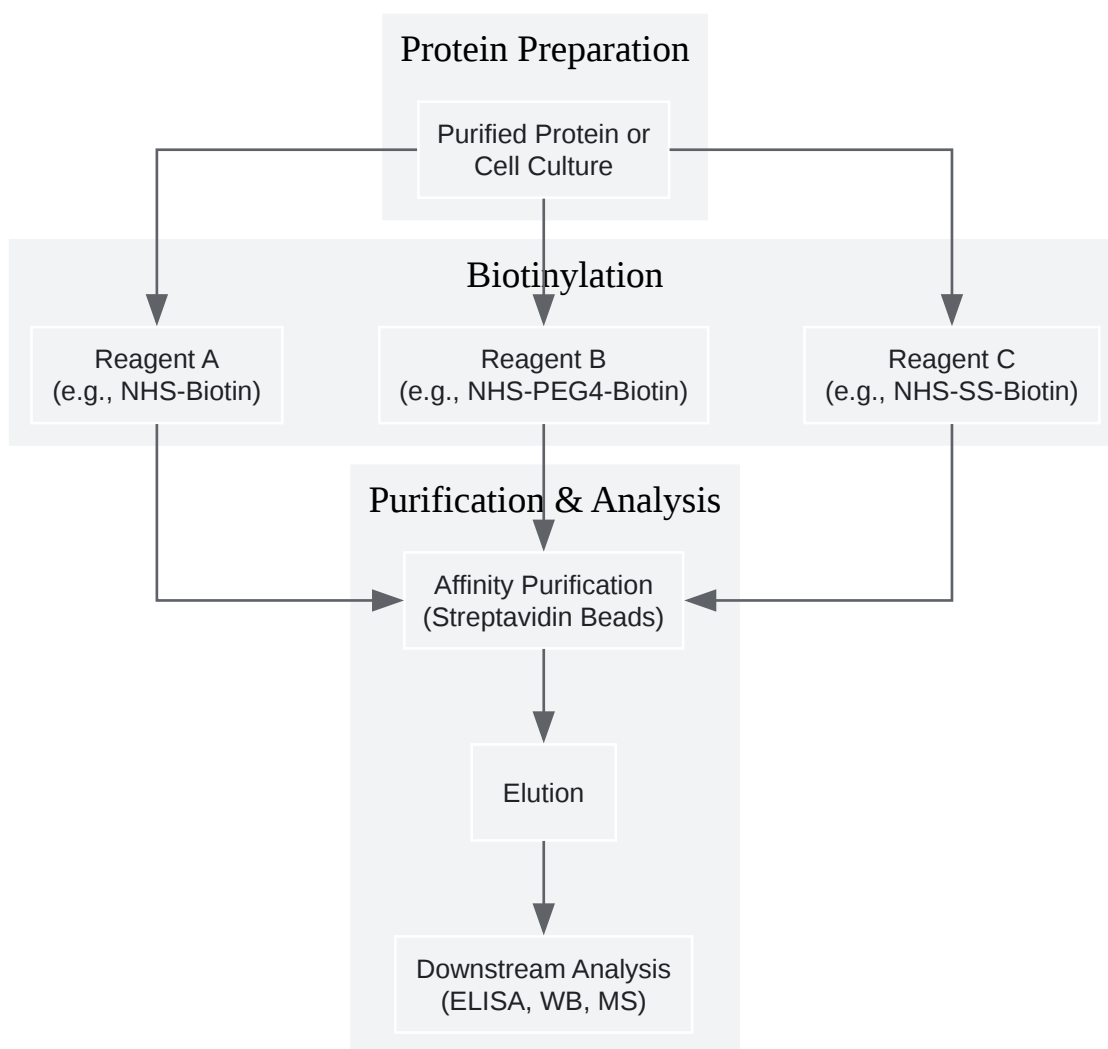 Protein Preparation
Purified Protein or
Cell Culture
Biotinylation
Reagent A
(e.g., NHS-Biotin)
Reagent B
(e.g., NHS-PEG4-Biotin)
Reagent C
(e.g., NHS-SS-Biotin)
Purification & Analysis
Affinity Purification
(Streptavidin Beads)
Elution
Downstream Analysis
(ELISA, WB, MS)